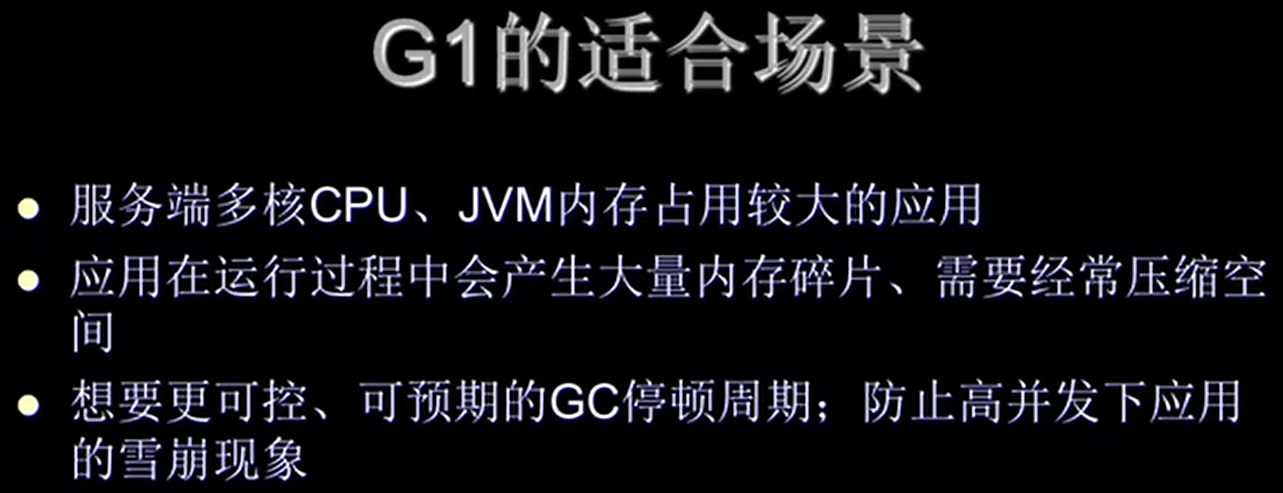 G1的适合场景
服务端多核CPU、JVM内存占用较大的应用
应用在运行过程中会产生大量内存碎片、需要经常压缩空
间
想要更可控、可预期的GC停顿周期；防止高并发下应用
的雪崩现象